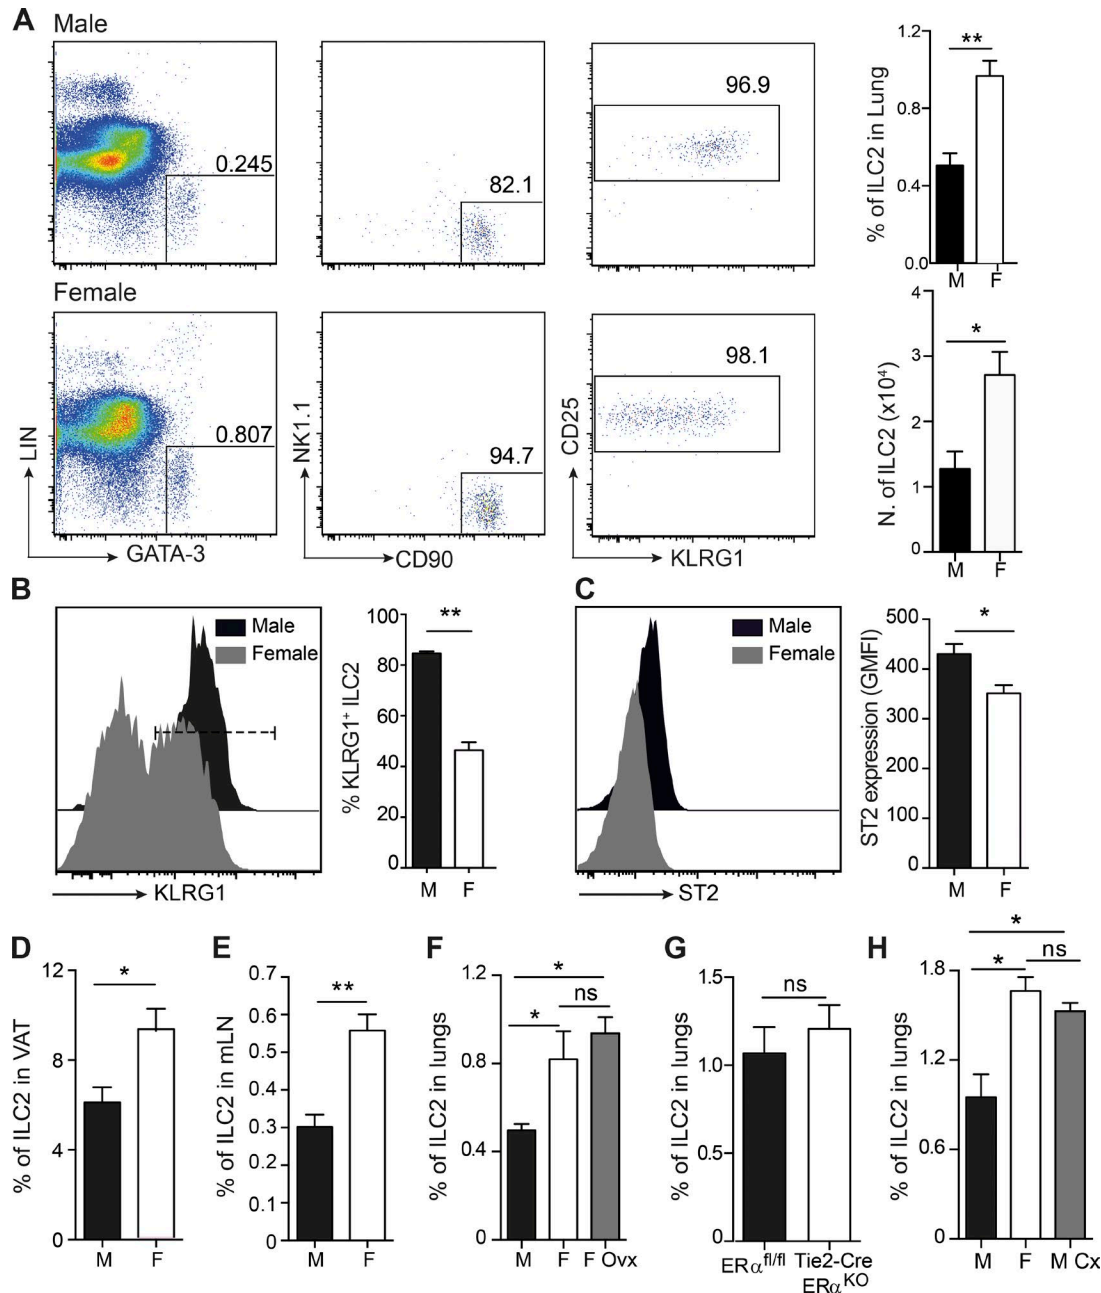 A
Male
0.245
82.1
96.9
% of ILC2 in Lung
1.2
0.8
0.4
0.0
**
M F
Female
0.807
94.7
98.1
LIN
GATA-3
NK1.1
CD90
CD25
KLRG1
N. of ILC2 (x10⁴)
4
3
2
1
0
*
M F
B
Male
Female
KLRG1
% KLRG1⁺ ILC2
100
80
60
40
20
0
**
M F
C
Male
Female
ST2
ST2 expression (GMFI)
500
400
300
200
100
0
*
M F
D
% of ILC2 in VAT
12
8
4
0
*
M F
E
% of ILC2 in mLN
0.7
0.6
0.5
0.4
0.3
0.2
0.1
0
**
M F
F
% of ILC2 in lungs
1.2
0.8
0.4
0
*
*
ns
M F F Ovx
G
% of ILC2 in lungs
1.5
1.0
0.5
0
ns
ERα^fl/fl
Tie2-Cre
ERα^KO
H
% of ILC2 in lungs
1.8
1.2
0.6
0
*
*
ns
M F M Cx